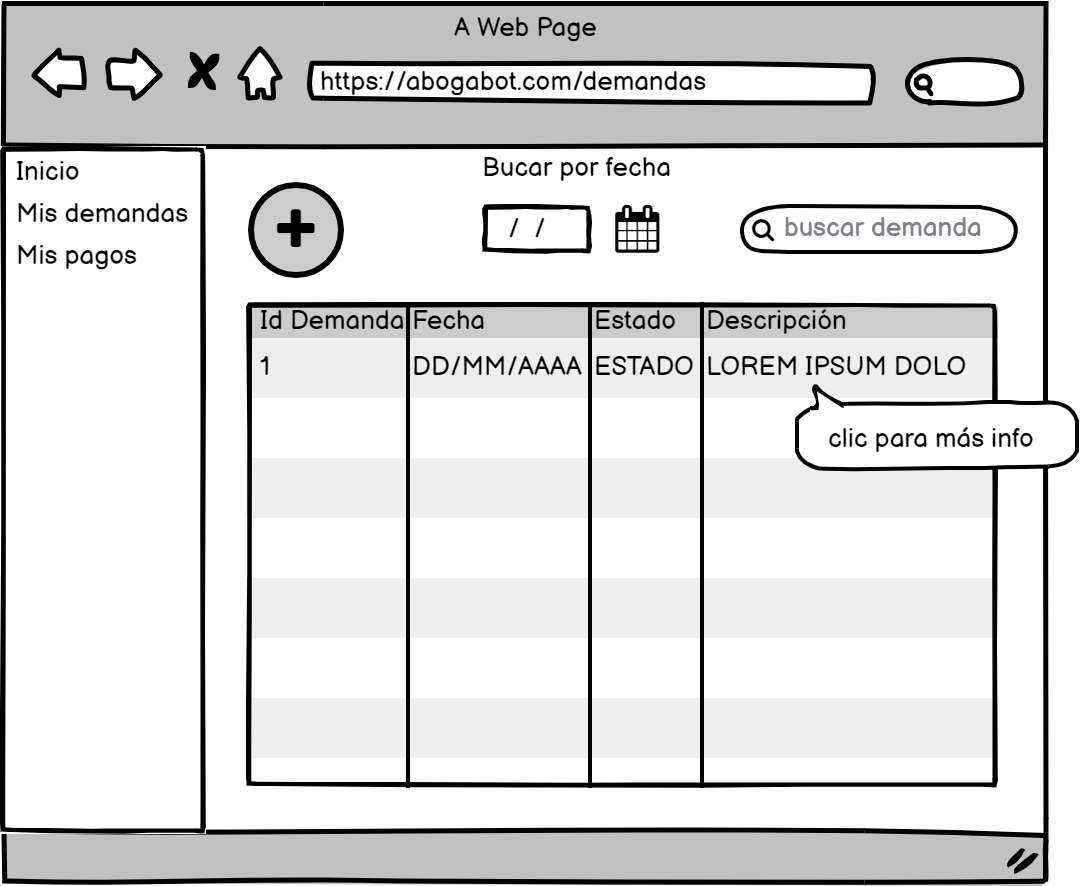 A Web Page
https://abogabot.com/demandas
Inicio
Mis demandas
Mis pagos
Bucar por fecha
/ /
buscar demanda
Id Demanda Fecha Estado Descripción
1 DD/MM/AAAA ESTADO LOREM IPSUM DOLO
clic para más info